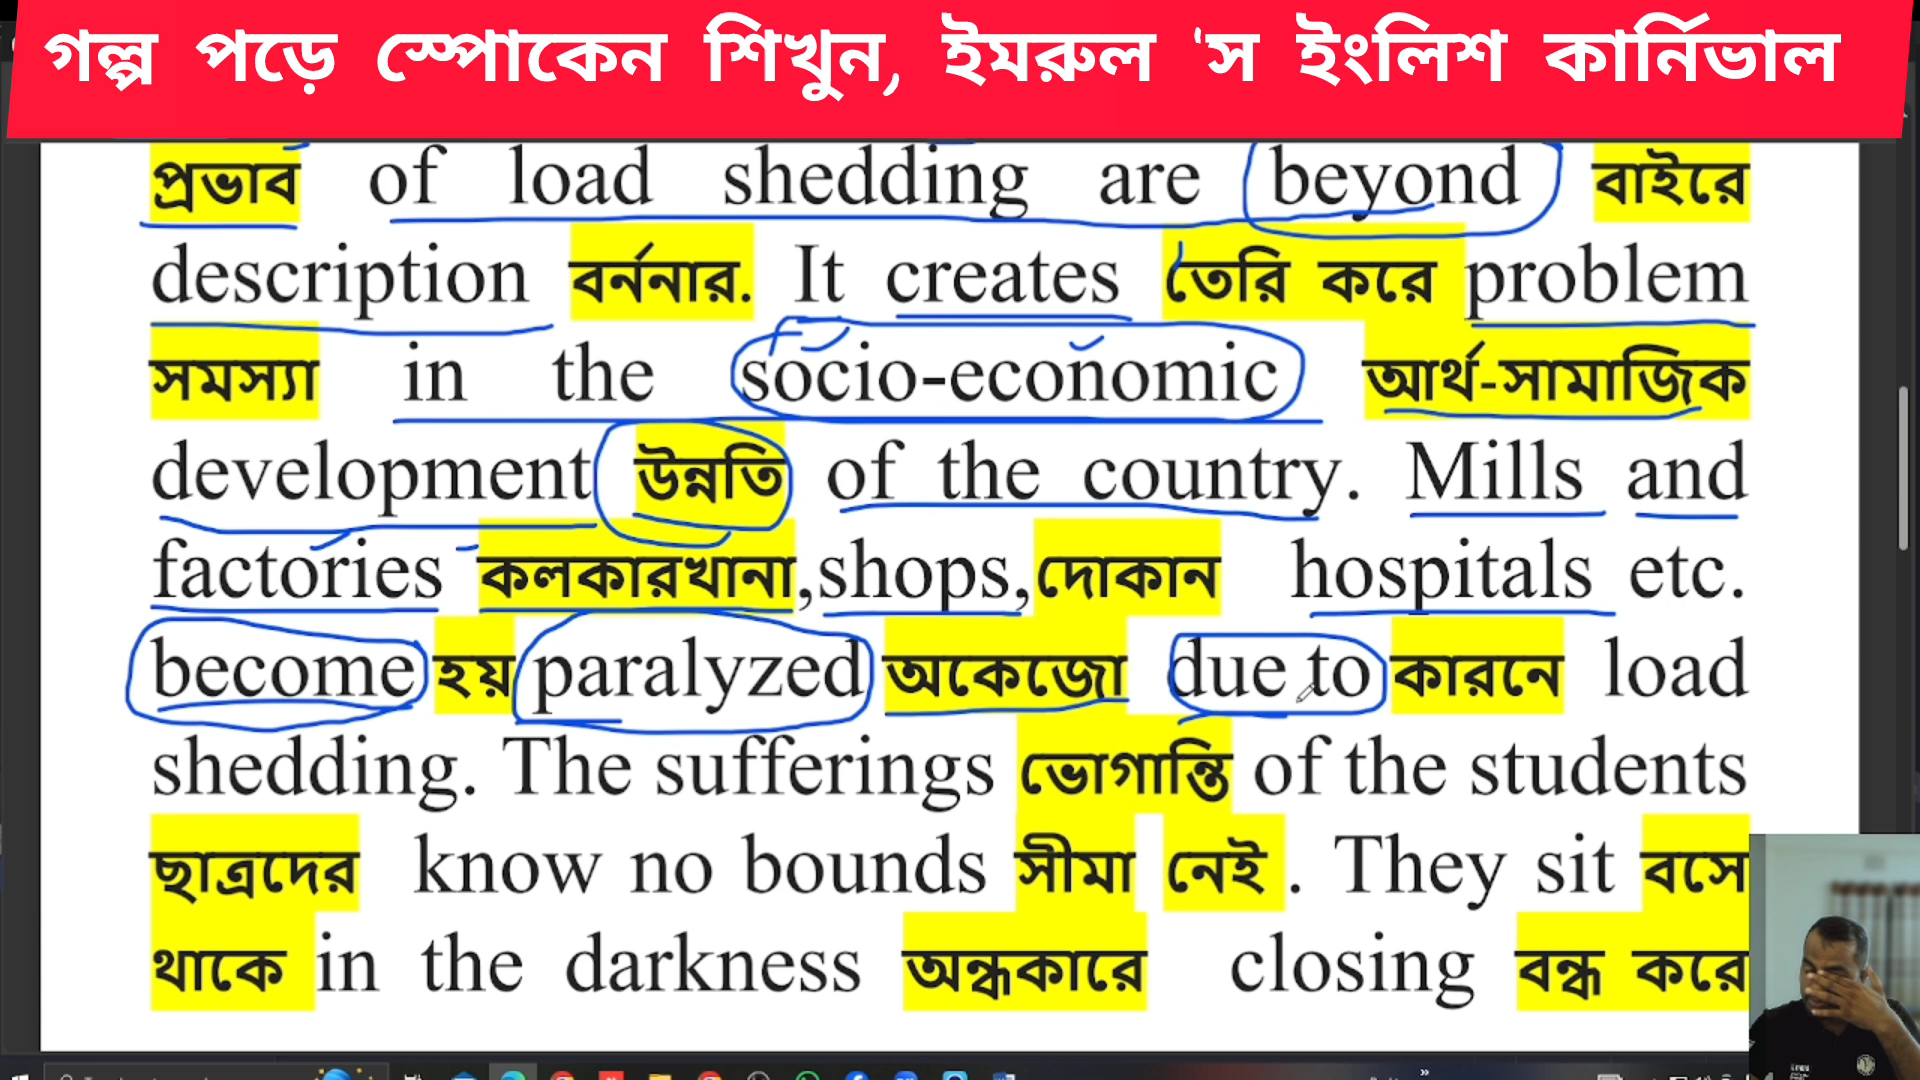 গল্প পড়ে স্পোকেন শিখুন, ইমরুল 'স ইংলিশ কার্নিভাল
প্রভাব of load shedding are beyond বাইরে
description বর্ননার. It creates তৈরি করে problem
সমস্যা in the socio-economic আর্থ-সামাজিক
development উন্নতি of the country. Mills and
factories কলকারখানা,shops,দোকান hospitals etc.
become হয় paralyzed অকেজো due to কারনে load
shedding. The sufferings ভোগান্তি of the students
ছাত্রদের know no bounds সীমা নেই . They sit বসে
থাকে in the darkness অন্ধকারে closing বন্ধ করে